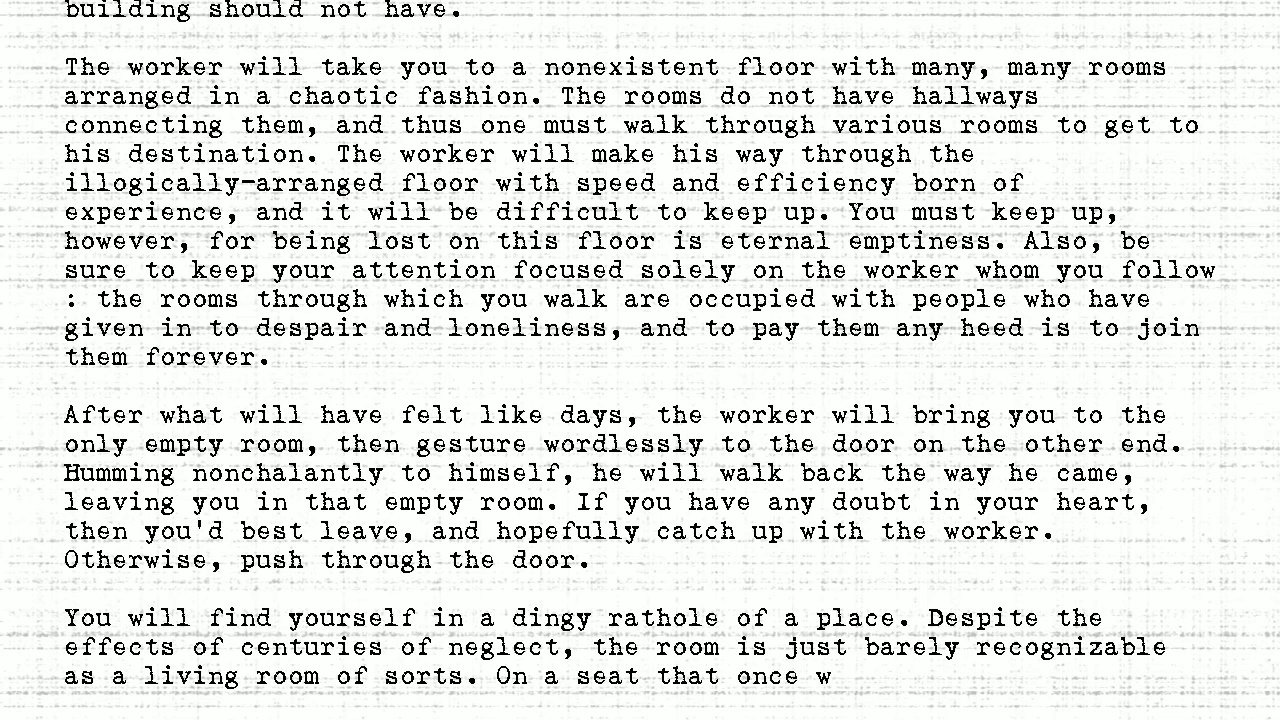 building should not have.
The worker will take you to a nonexistent floor with many, many rooms
arranged in a chaotic fashion. The rooms do not have hallways
connecting them, and thus one must walk through various rooms to get to
his destination. The worker will make his way through the
illogically-arranged floor with speed and efficiency born of
experience, and it will be difficult to keep up. You must keep up,
however, for being lost on this floor is eternal emptiness. Also, be
sure to keep your attention focused solely on the worker whom you follow
: the rooms through which you walk are occupied with people who have
given in to despair and loneliness, and to pay them any heed is to join
them forever.
After what will have felt like days, the worker will bring you to the
only empty room, then gesture wordlessly to the door on the other end.
Humming nonchalantly to himself, he will walk back the way he came,
leaving you in that empty room. If you have any doubt in your heart,
then you'd best leave, and hopefully catch up with the worker.
Otherwise, push through the door.
You will find yourself in a dingy rathole of a place. Despite the
effects of centuries of neglect, the room is just barely recognizable
as a living room of sorts. On a seat that once w